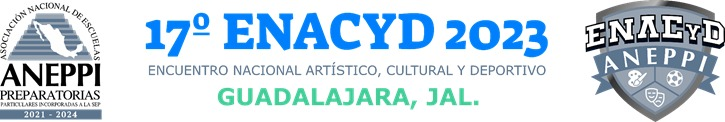 ASOCIACIÓN NACIONAL DE ESCUELAS
ANEPPI
PREPARATORIAS
PARTICULARES INCORPORADAS A LA SEP
2021 - 2024
17º ENACYD 2023
ENCUENTRO NACIONAL ARTÍSTICO, CULTURAL Y DEPORTIVO
GUADALAJARA, JAL.
ENACyD
ANEPPI